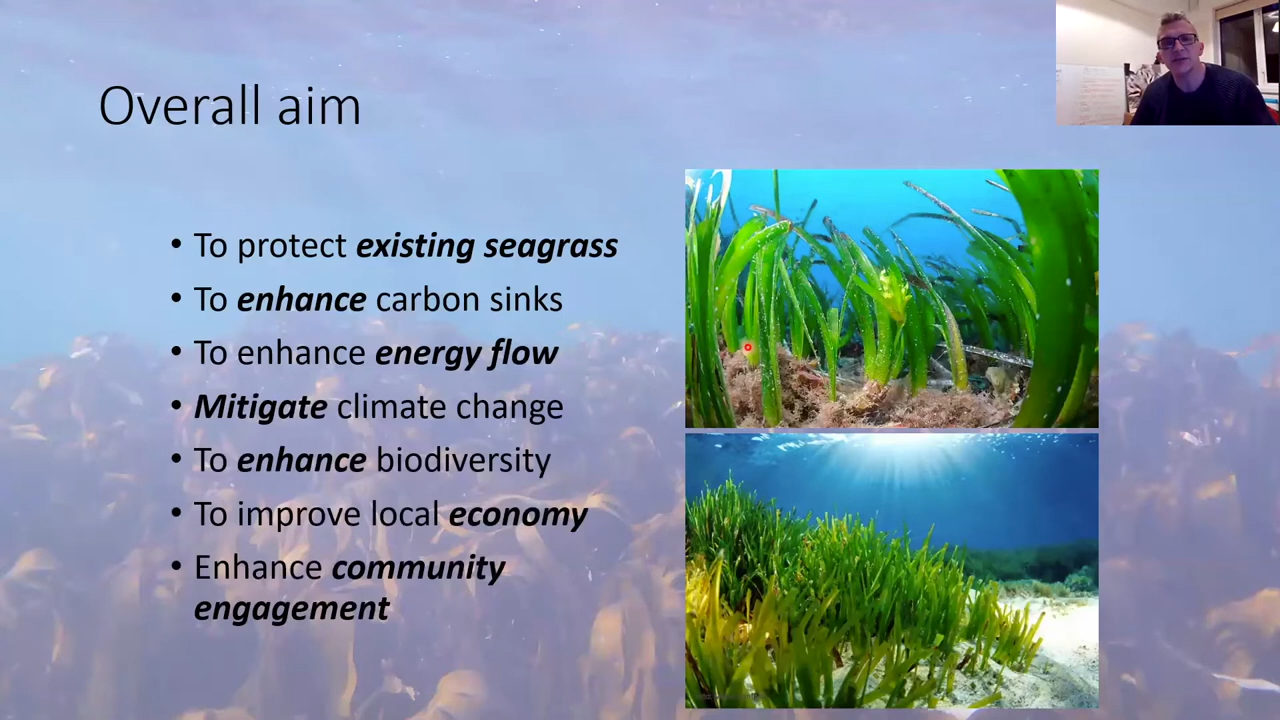 Overall aim
• To protect existing seagrass
• To enhance carbon sinks
• To enhance energy flow
• Mitigate climate change
• To enhance biodiversity
• To improve local economy
• Enhance community
engagement